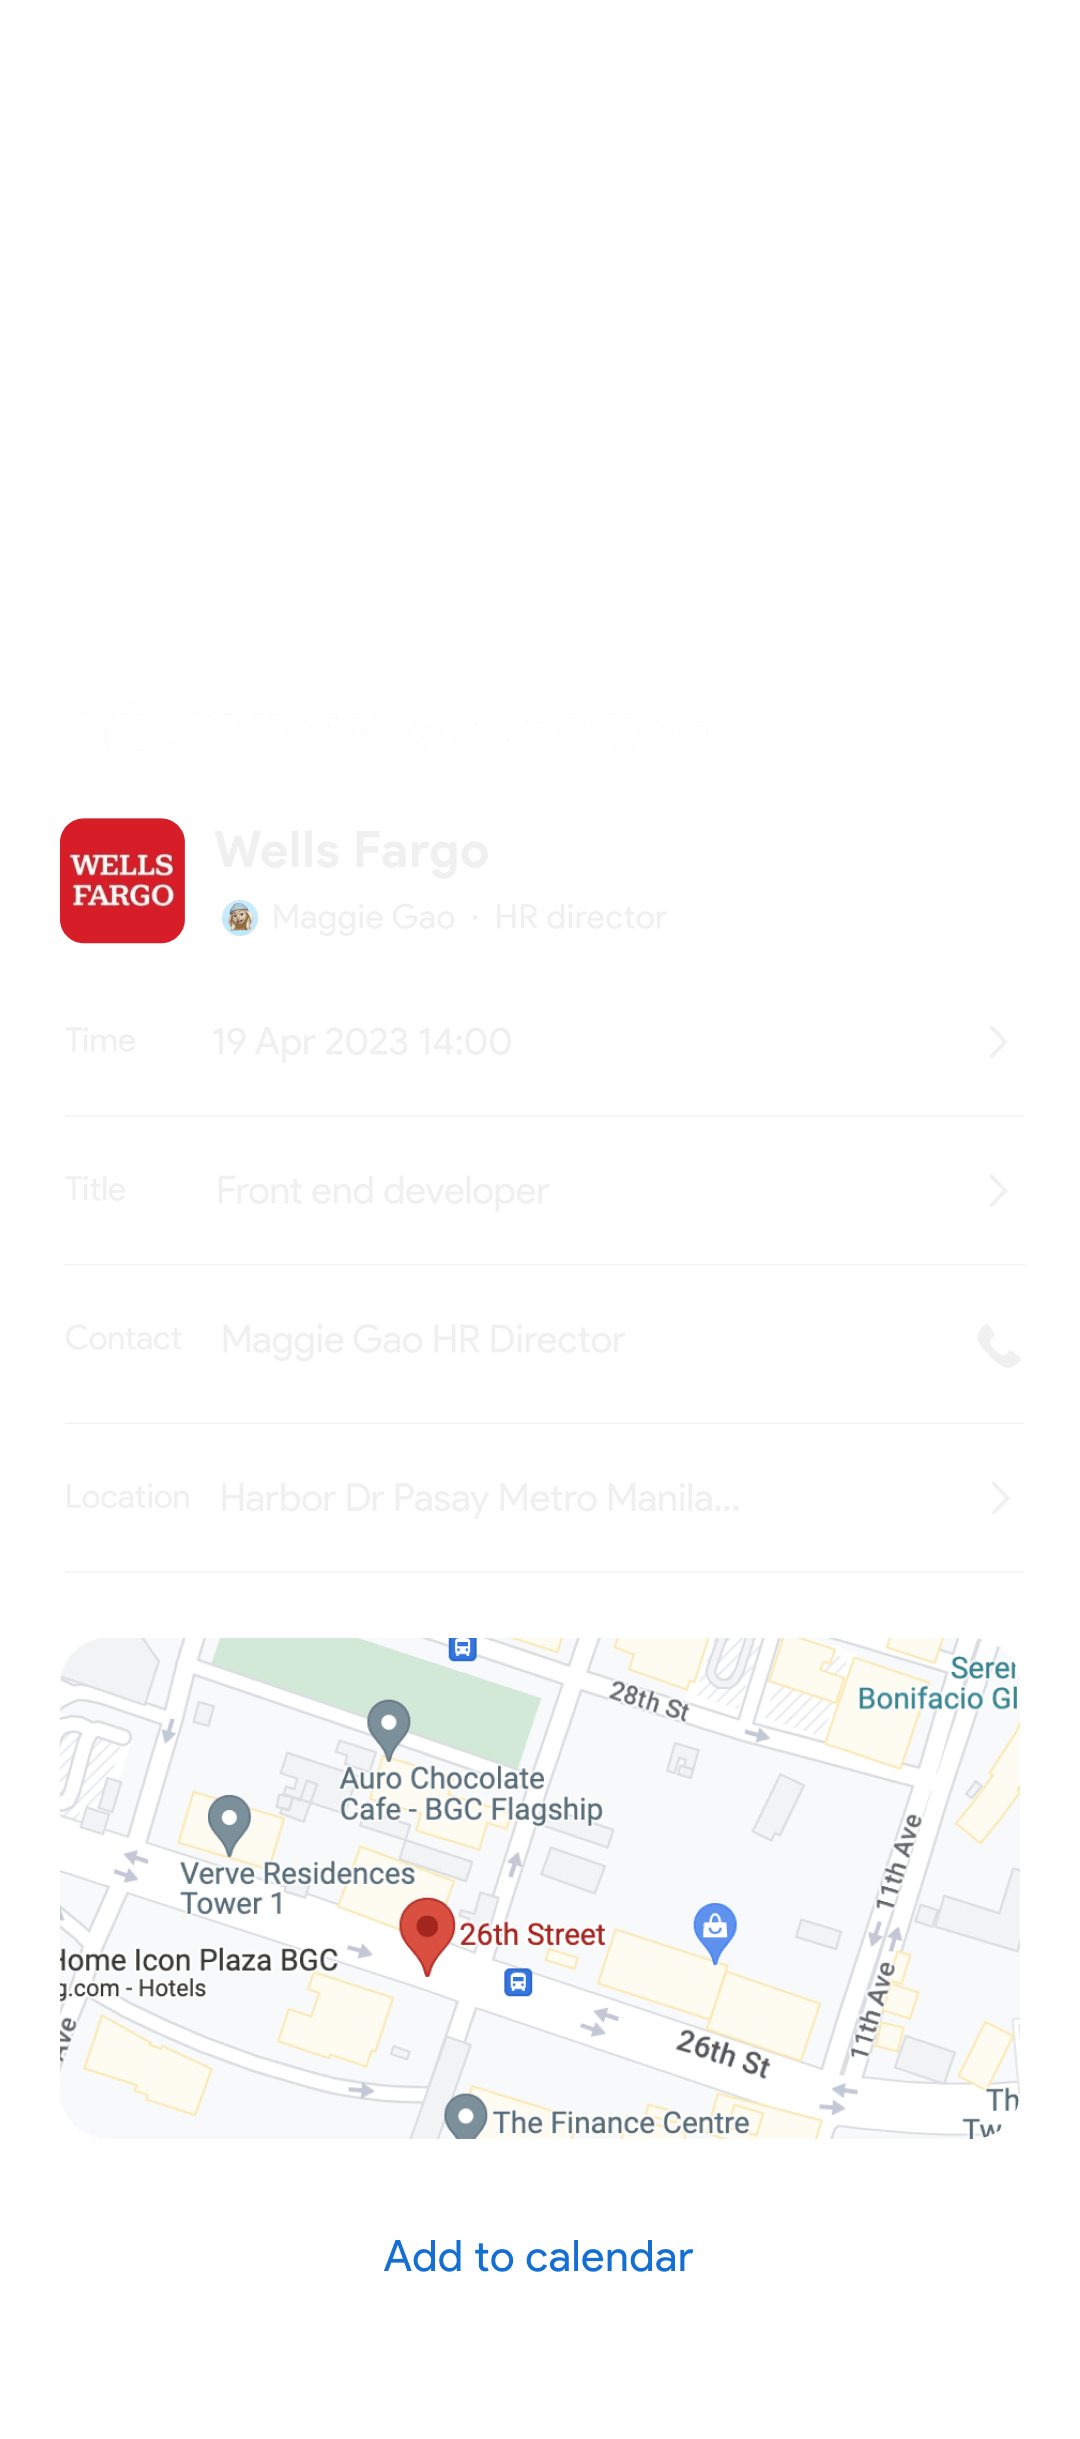 WELLS
FARGO
Wells Fargo
Maggie Gao · HR director
Time 19 Apr 2023 14:00
Title Front end developer
Contact Maggie Gao HR Director
Location Harbor Dr Pasay Metro Manila...
28th St
Serer
Bonifacio Gl
Auro Chocolate
Cafe - BGC Flagship
11th Ave
Verve Residences
Tower 1
26th Street
Home Icon Plaza BGC
g.com - Hotels
11th Ave
Ave
26th St
The Finance Centre
Th
Tw
Add to calendar